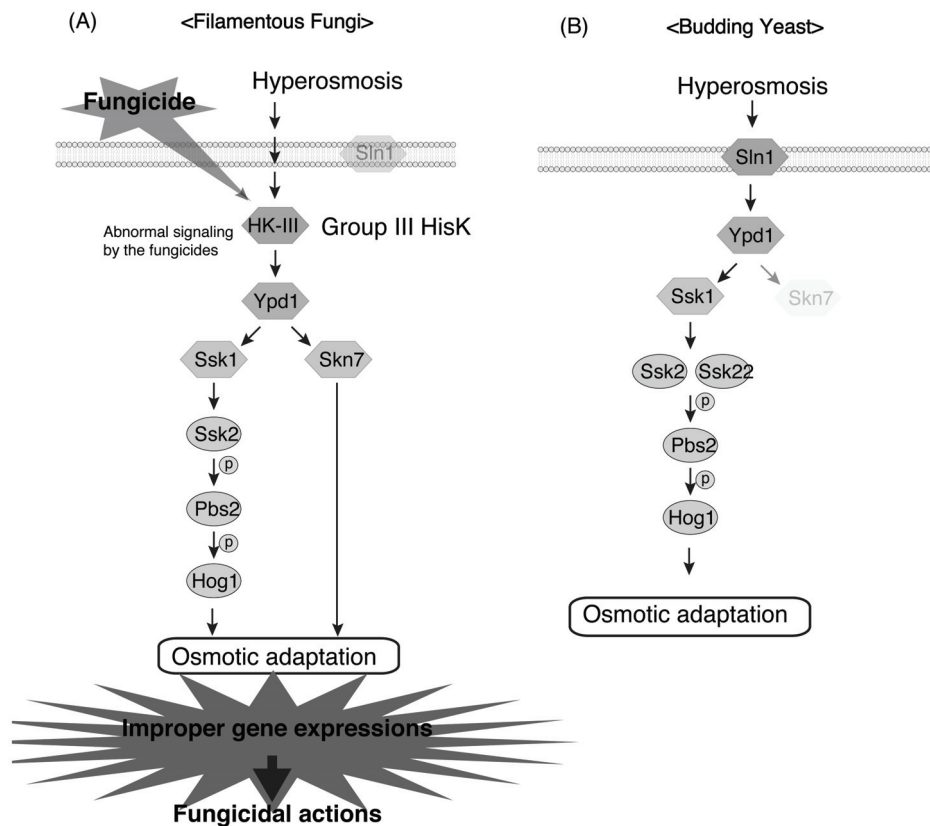 (A)
<Filamentous Fungi>
Hyperosmosis
Fungicide
Sln1
HK-III
Group III HisK
Abnormal signaling
by the fungicides
Ypd1
Ssk1
Skn7
Ssk2
p
Pbs2
p
Hog1
Osmotic adaptation
Improper gene expressions
Fungicidal actions
(B)
<Budding Yeast>
Hyperosmosis
Sln1
Ypd1
Ssk1
Skn7
Ssk2
Ssk22
p
Pbs2
p
Hog1
Osmotic adaptation